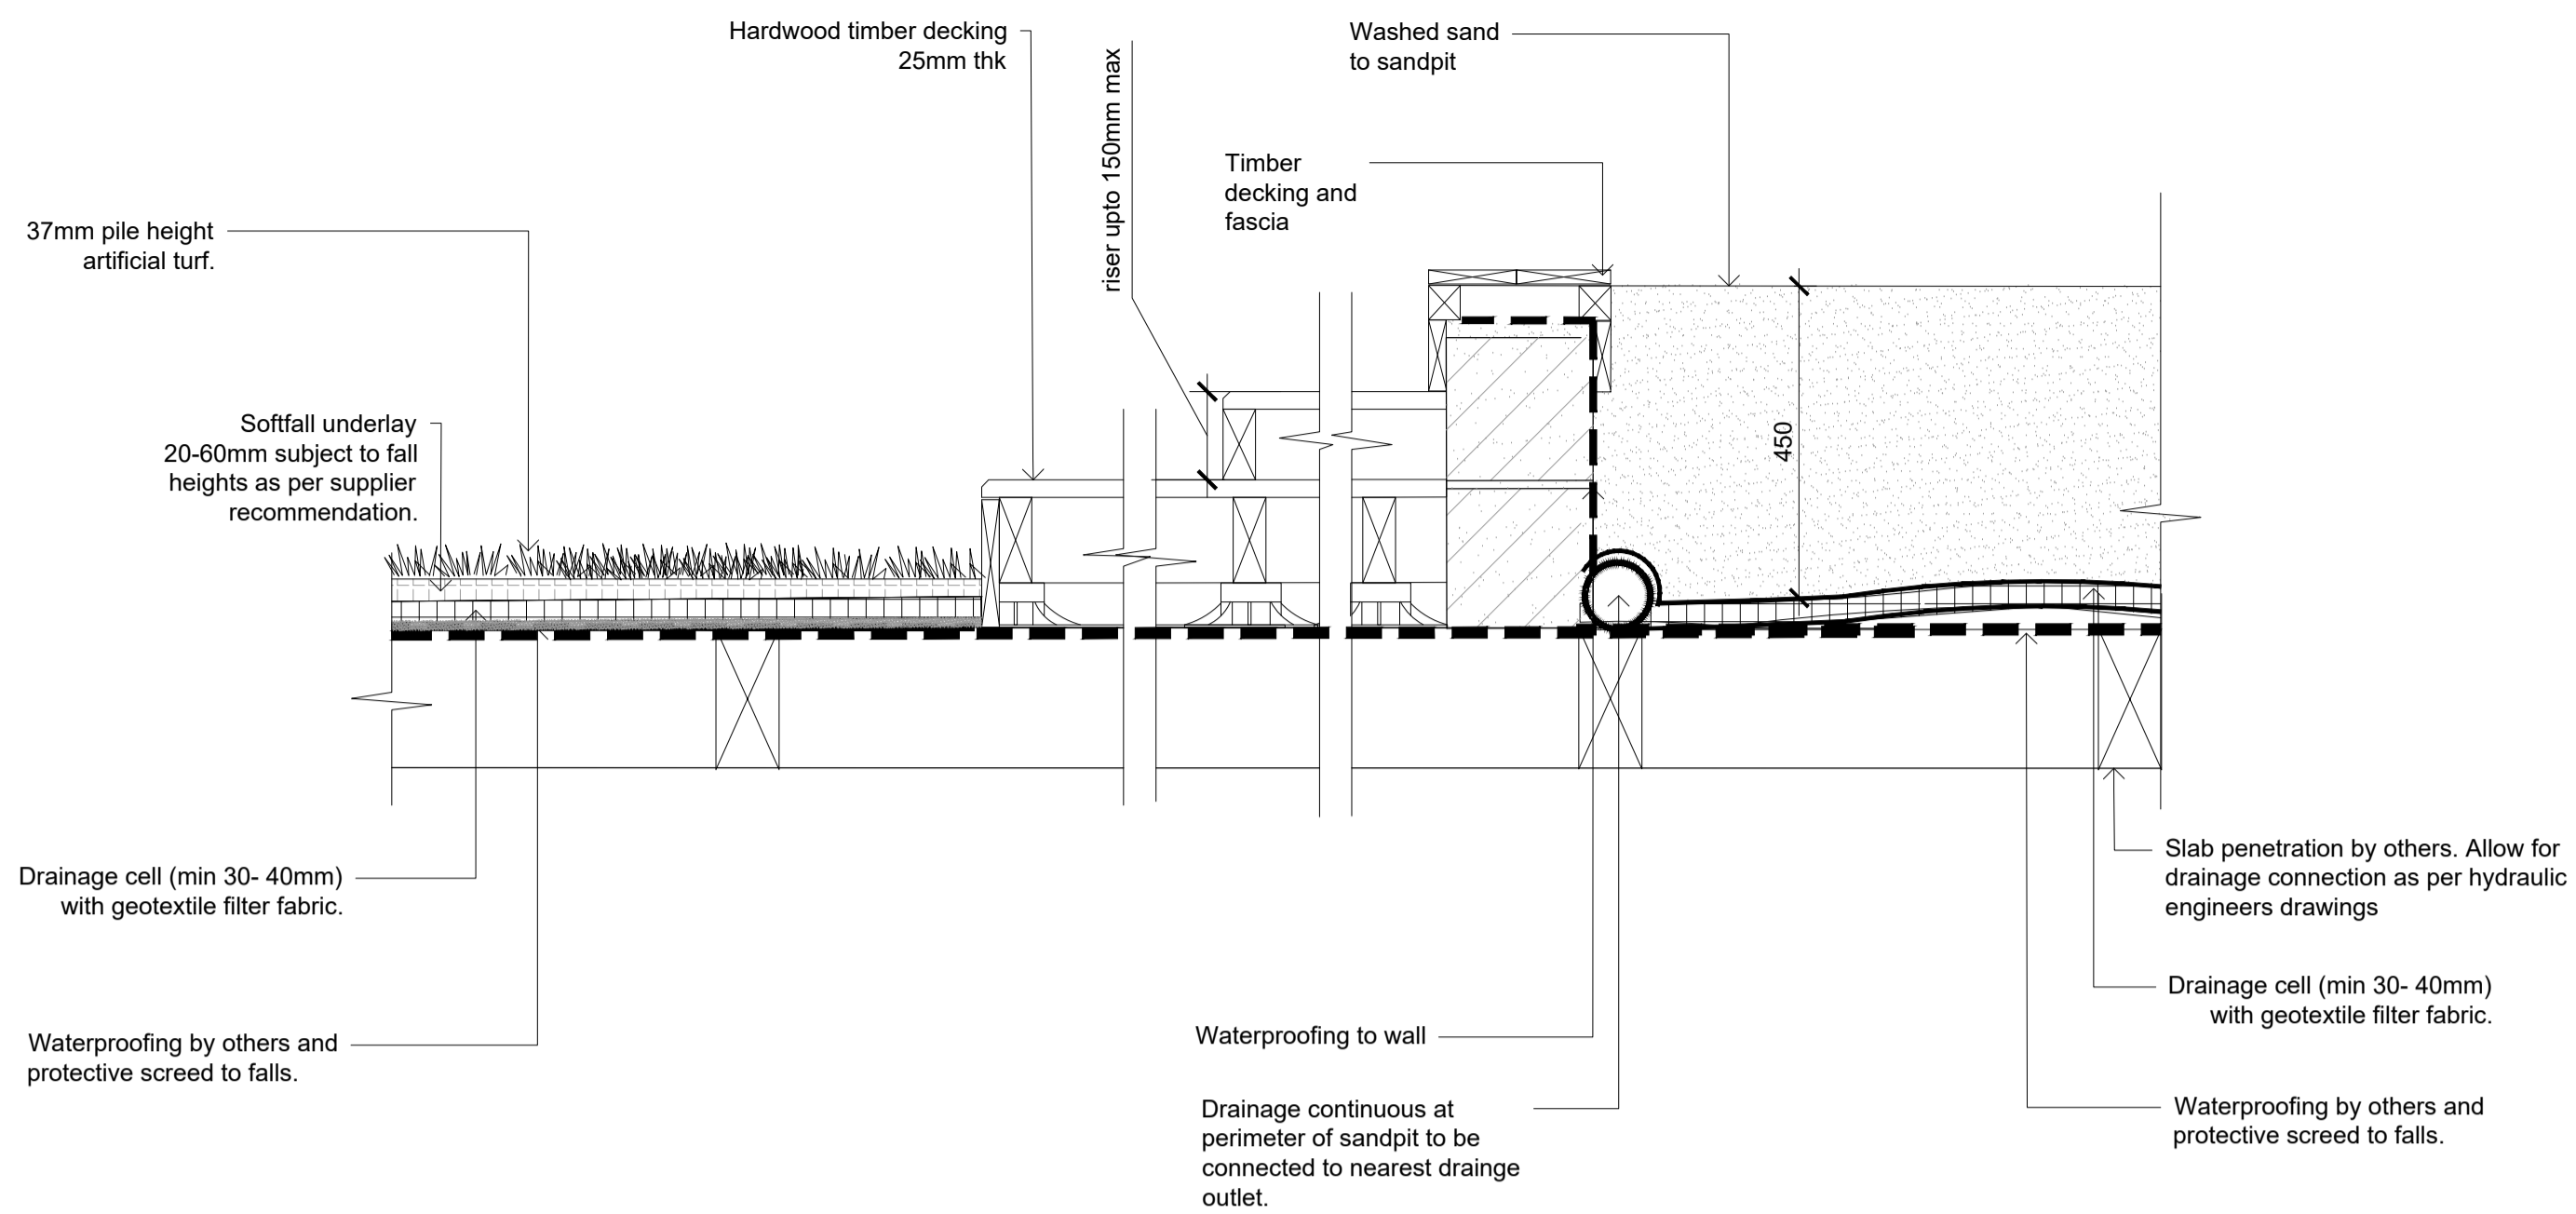 Hardwood timber decking
25mm thk
riser upto 150mm max
Washed sand
to sandpit
Timber
decking and
fascia
37mm pile height
artificial turf.
Softfall underlay
20-60mm subject to fall
heights as per supplier
recommendation.
450
Drainage cell (min 30- 40mm)
with geotextile filter fabric.
Waterproofing by others and
protective screed to falls.
Waterproofing to wall
Drainage continuous at
perimeter of sandpit to be
connected to nearest drainge
outlet.
Slab penetration by others. Allow for
drainage connection as per hydraulic
engineers drawings
Drainage cell (min 30- 40mm)
with geotextile filter fabric.
Waterproofing by others and
protective screed to falls.